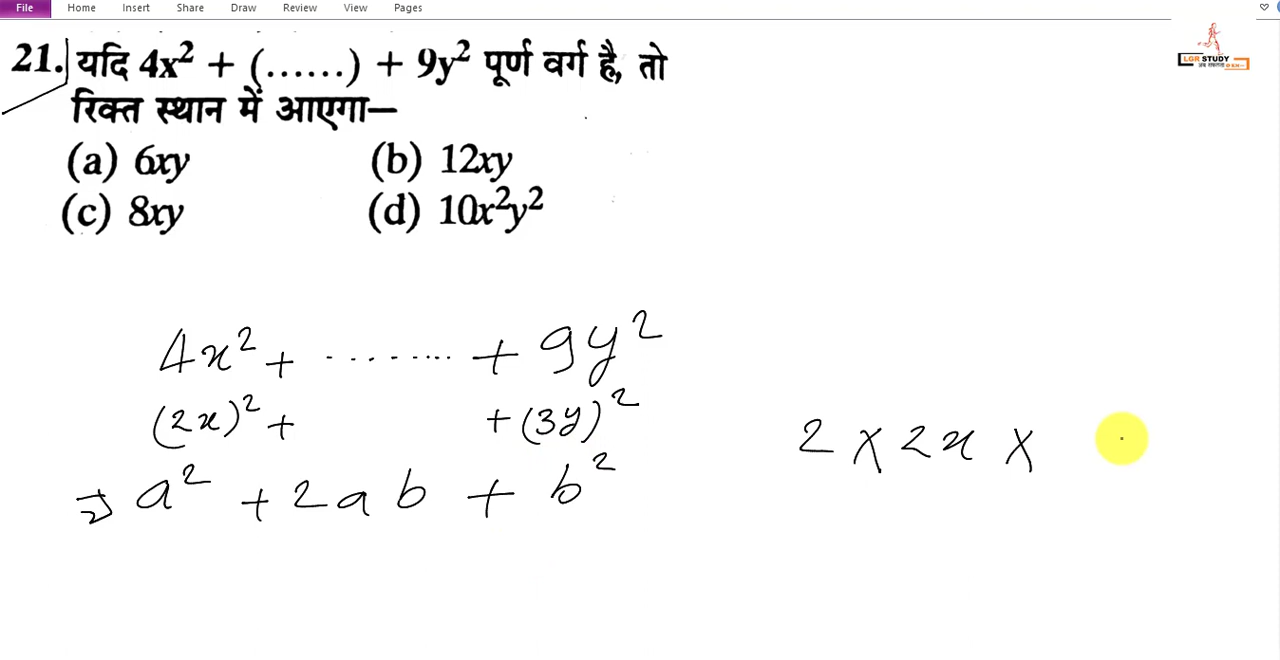 File Home Insert Share Draw Review View Pages
LGR STUDY
21. यदि 4x² + (......) + 9y² पूर्ण वर्ग है, तो
रिक्त स्थान में आएगा—
(a) 6xy (b) 12xy
(c) 8xy (d) 10x²y²
4x² + ........ + 9y²
(2x)² + + (3y)²
⇒ a² + 2ab + b²
2 × 2x ×